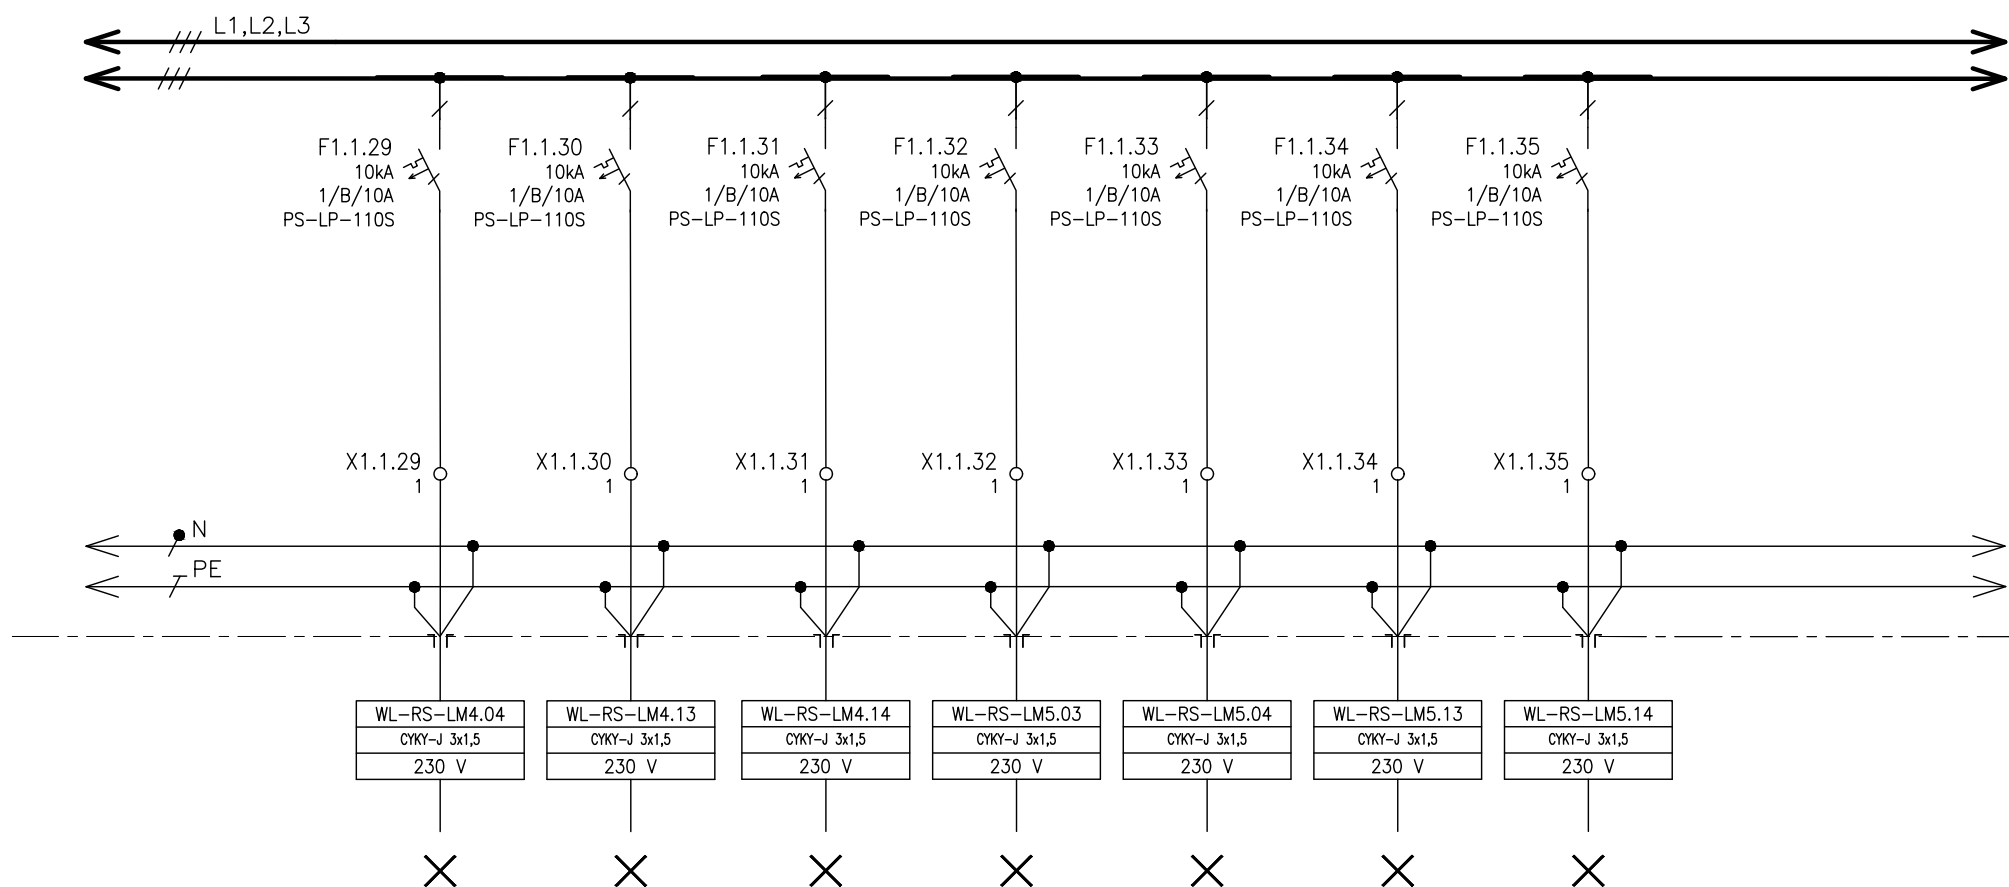 L1,L2,L3
F1.1.29
10kA
1/B/10A
PS-LP-110S
F1.1.30
10kA
1/B/10A
PS-LP-110S
F1.1.31
10kA
1/B/10A
PS-LP-110S
F1.1.32
10kA
1/B/10A
PS-LP-110S
F1.1.33
10kA
1/B/10A
PS-LP-110S
F1.1.34
10kA
1/B/10A
PS-LP-110S
F1.1.35
10kA
1/B/10A
PS-LP-110S
X1.1.29
1
X1.1.30
1
X1.1.31
1
X1.1.32
1
X1.1.33
1
X1.1.34
1
X1.1.35
1
N
PE
WL-RS-LM4.04
CYKY-J 3x1,5
230 V
WL-RS-LM4.13
CYKY-J 3x1,5
230 V
WL-RS-LM4.14
CYKY-J 3x1,5
230 V
WL-RS-LM5.03
CYKY-J 3x1,5
230 V
WL-RS-LM5.04
CYKY-J 3x1,5
230 V
WL-RS-LM5.13
CYKY-J 3x1,5
230 V
WL-RS-LM5.14
CYKY-J 3x1,5
230 V